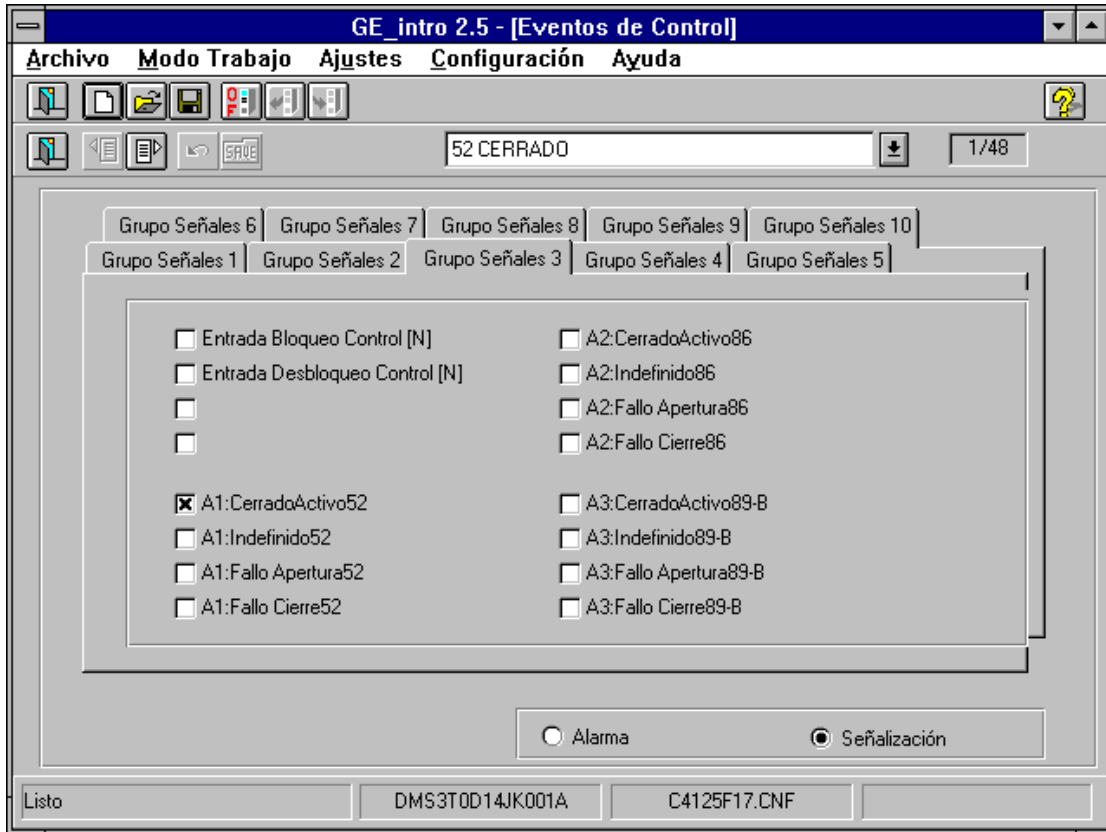 GE_intro 2.5 - [Eventos de Control]
Archivo Modo Trabajo Ajustes Configuración Ayuda
O
F
SAVE 52 CERRADO 1/48
Grupo Señales 6 Grupo Señales 7 Grupo Señales 8 Grupo Señales 9 Grupo Señales 10
Grupo Señales 1 Grupo Señales 2 Grupo Señales 3 Grupo Señales 4 Grupo Señales 5
Entrada Bloqueo Control [N]
Entrada Desbloqueo Control [N]
A1:CerradoActivo52
A1:Indefinido52
A1:Fallo Apertura52
A1:Fallo Cierre52
A2:CerradoActivo86
A2:Indefinido86
A2:Fallo Apertura86
A2:Fallo Cierre86
A3:CerradoActivo89-B
A3:Indefinido89-B
A3:Fallo Apertura89-B
A3:Fallo Cierre89-B
Alarma Señalización
Listo DMS3T0D14JK001A C4125F17.CNF